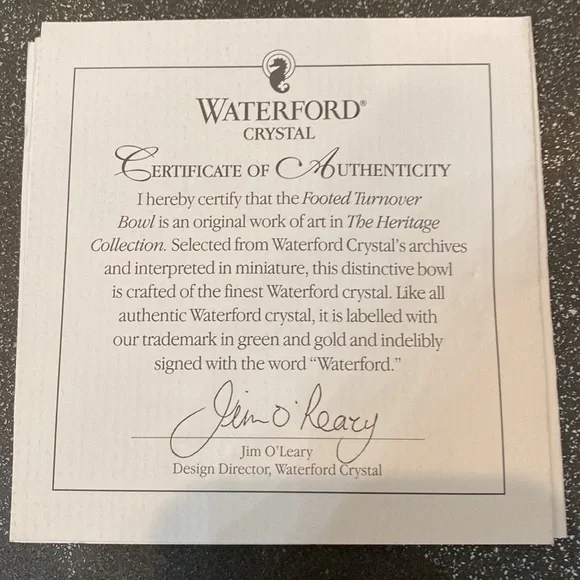 WATERFORD®
CRYSTAL
CERTIFICATE OF AUTHENTICITY
I hereby certify that the Footed Turnover
Bowl is an original work of art in The Heritage
Collection. Selected from Waterford Crystal's archives
and interpreted in miniature, this distinctive bowl
is crafted of the finest Waterford crystal. Like all
authentic Waterford crystal, it is labelled with
our trademark in green and gold and indelibly
signed with the word “Waterford.”
Jim O'Leary
Jim O'Leary
Design Director, Waterford Crystal